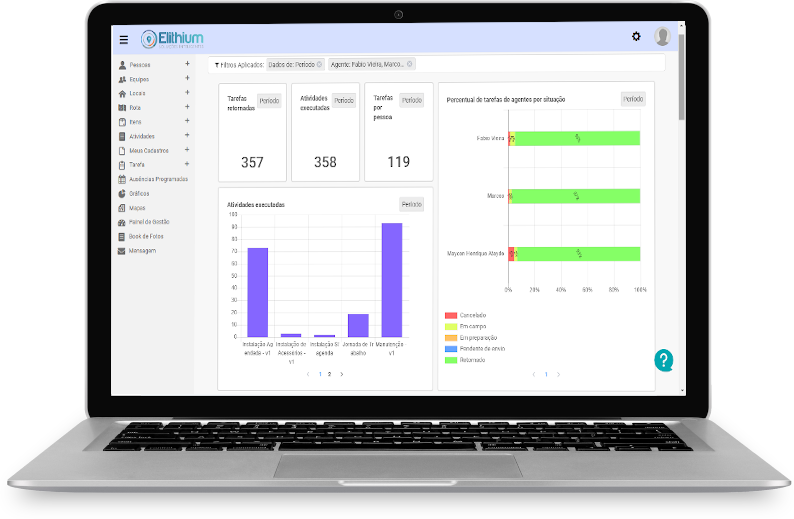 Elithium
Filtros Aplicados:
Dados de: Período
Agente: Fabio Vieira, Marco...
Pessoas
Equipes
Locais
Rota
Itens
Atividades
Meus Cadastros
Tarefa
Ausências Programadas
Gráficos
Mapas
Painel de Gestão
Book de Fotos
Mensagem
Tarefas
retornadas
Período
357
Atividades
executadas
Período
358
Tarefas
por
pessoa
Período
119
Percentual de tarefas de agentes por situação
Período
Fabio Vieira
Marcos
Maycon Henrique Atayde
0% 20% 40% 60% 80% 100%
Cancelado
Em campo
Em preparação
Pendente de envio
Retornado
1
Atividades executadas
Período
100
90
80
70
60
50
40
30
20
10
0
Instalação Ag
endada - v1
Instalação de
Acessorios -
v1
Instalação S/
agenda
Jornada de tr
abalho
Manutenção
v1
1 2
?